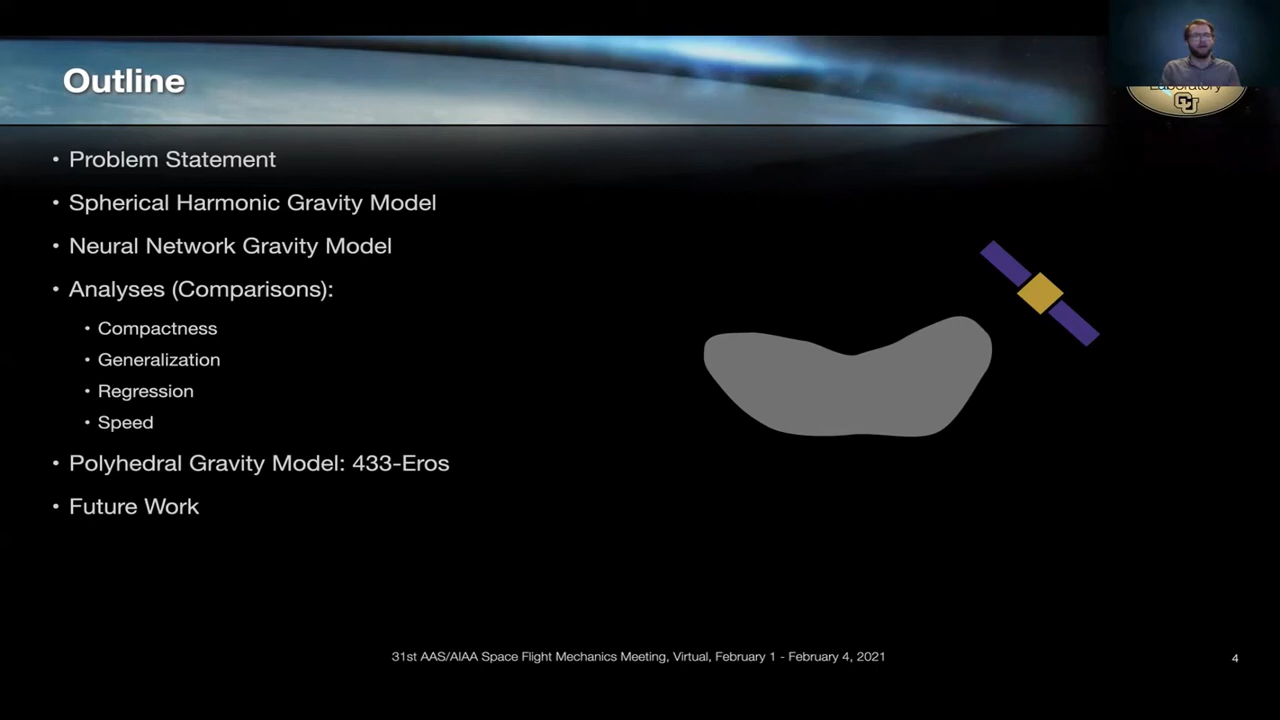 Outline
Laboratory
• Problem Statement
• Spherical Harmonic Gravity Model
• Neural Network Gravity Model
• Analyses (Comparisons):
• Compactness
• Generalization
• Regression
• Speed
• Polyhedral Gravity Model: 433-Eros
• Future Work
31st AAS/AIAA Space Flight Mechanics Meeting, Virtual, February 1 - February 4, 2021
4